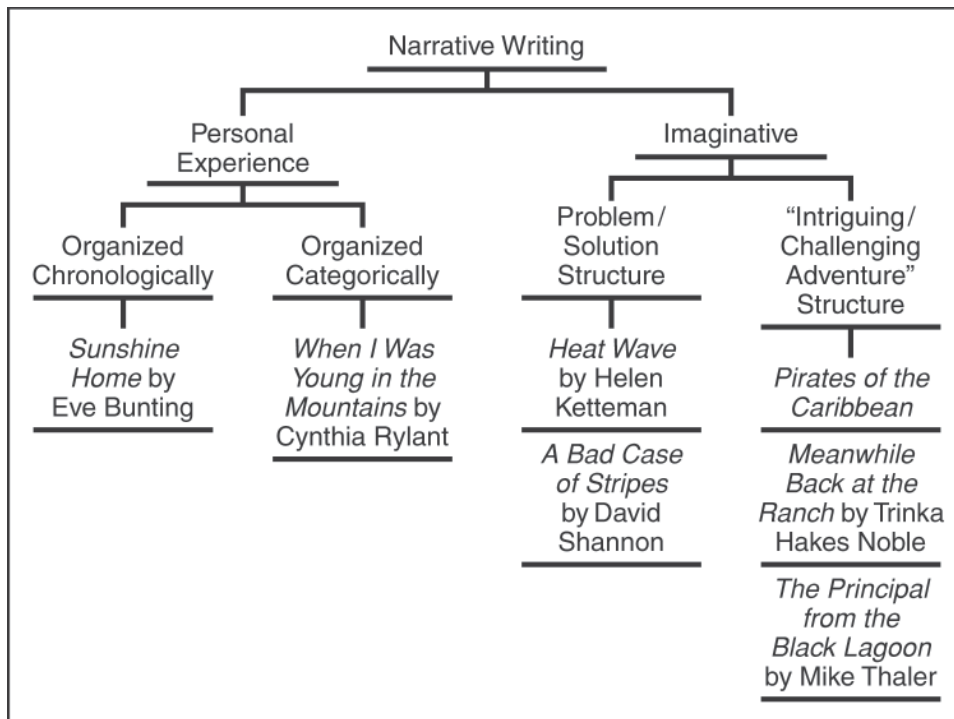 Narrative Writing
Personal
Experience
Imaginative
Organized
Chronologically
Organized
Categorically
Problem/
Solution
Structure
“Intriguing/
Challenging
Adventure”
Structure
Sunshine
Home by
Eve Bunting
When I Was
Young in the
Mountains by
Cynthia Rylant
Heat Wave
by Helen
Ketteman
A Bad Case
of Stripes
by David
Shannon
Pirates of the
Caribbean
Meanwhile
Back at the
Ranch by Trinka
Hakes Noble
The Principal
from the
Black Lagoon
by Mike Thaler